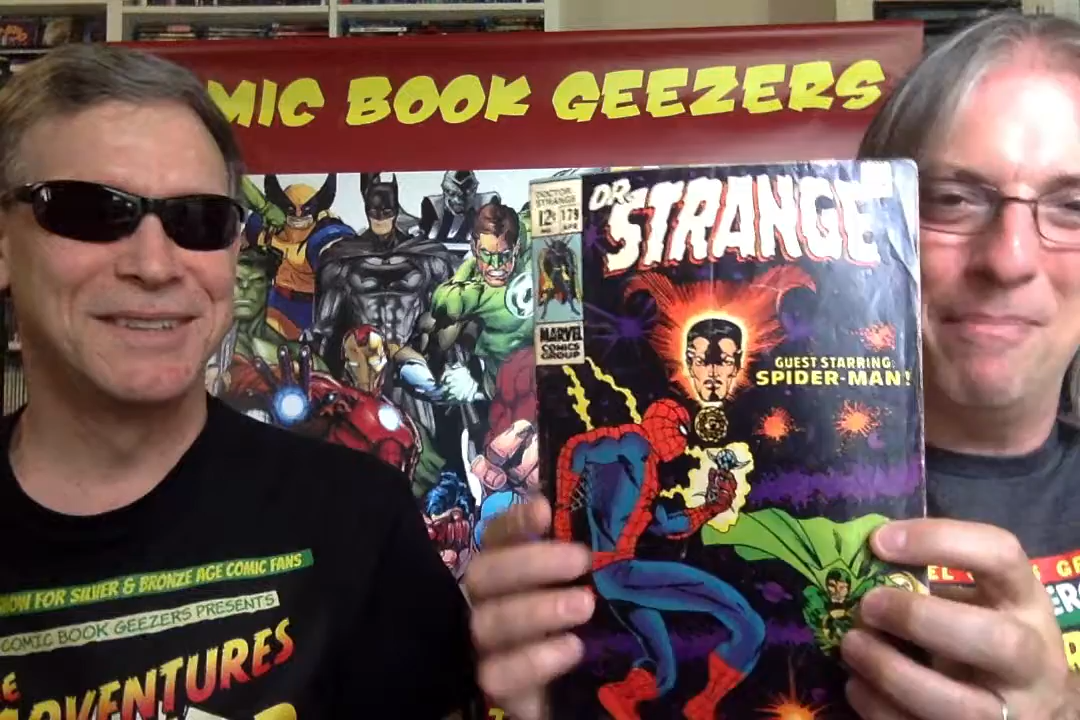 MIC BOOK GEEZERS
DOCTOR
STRANGE
12¢ 179
APR
MARVEL
COMICS
GROUP
DR. STRANGE
GUEST STARRING:
SPIDER-MAN!
OW FOR SILVER & BRONZE AGE COMIC FANS
COMIC BOOK GEEZERS PRESENTS
E
ADVENTURES